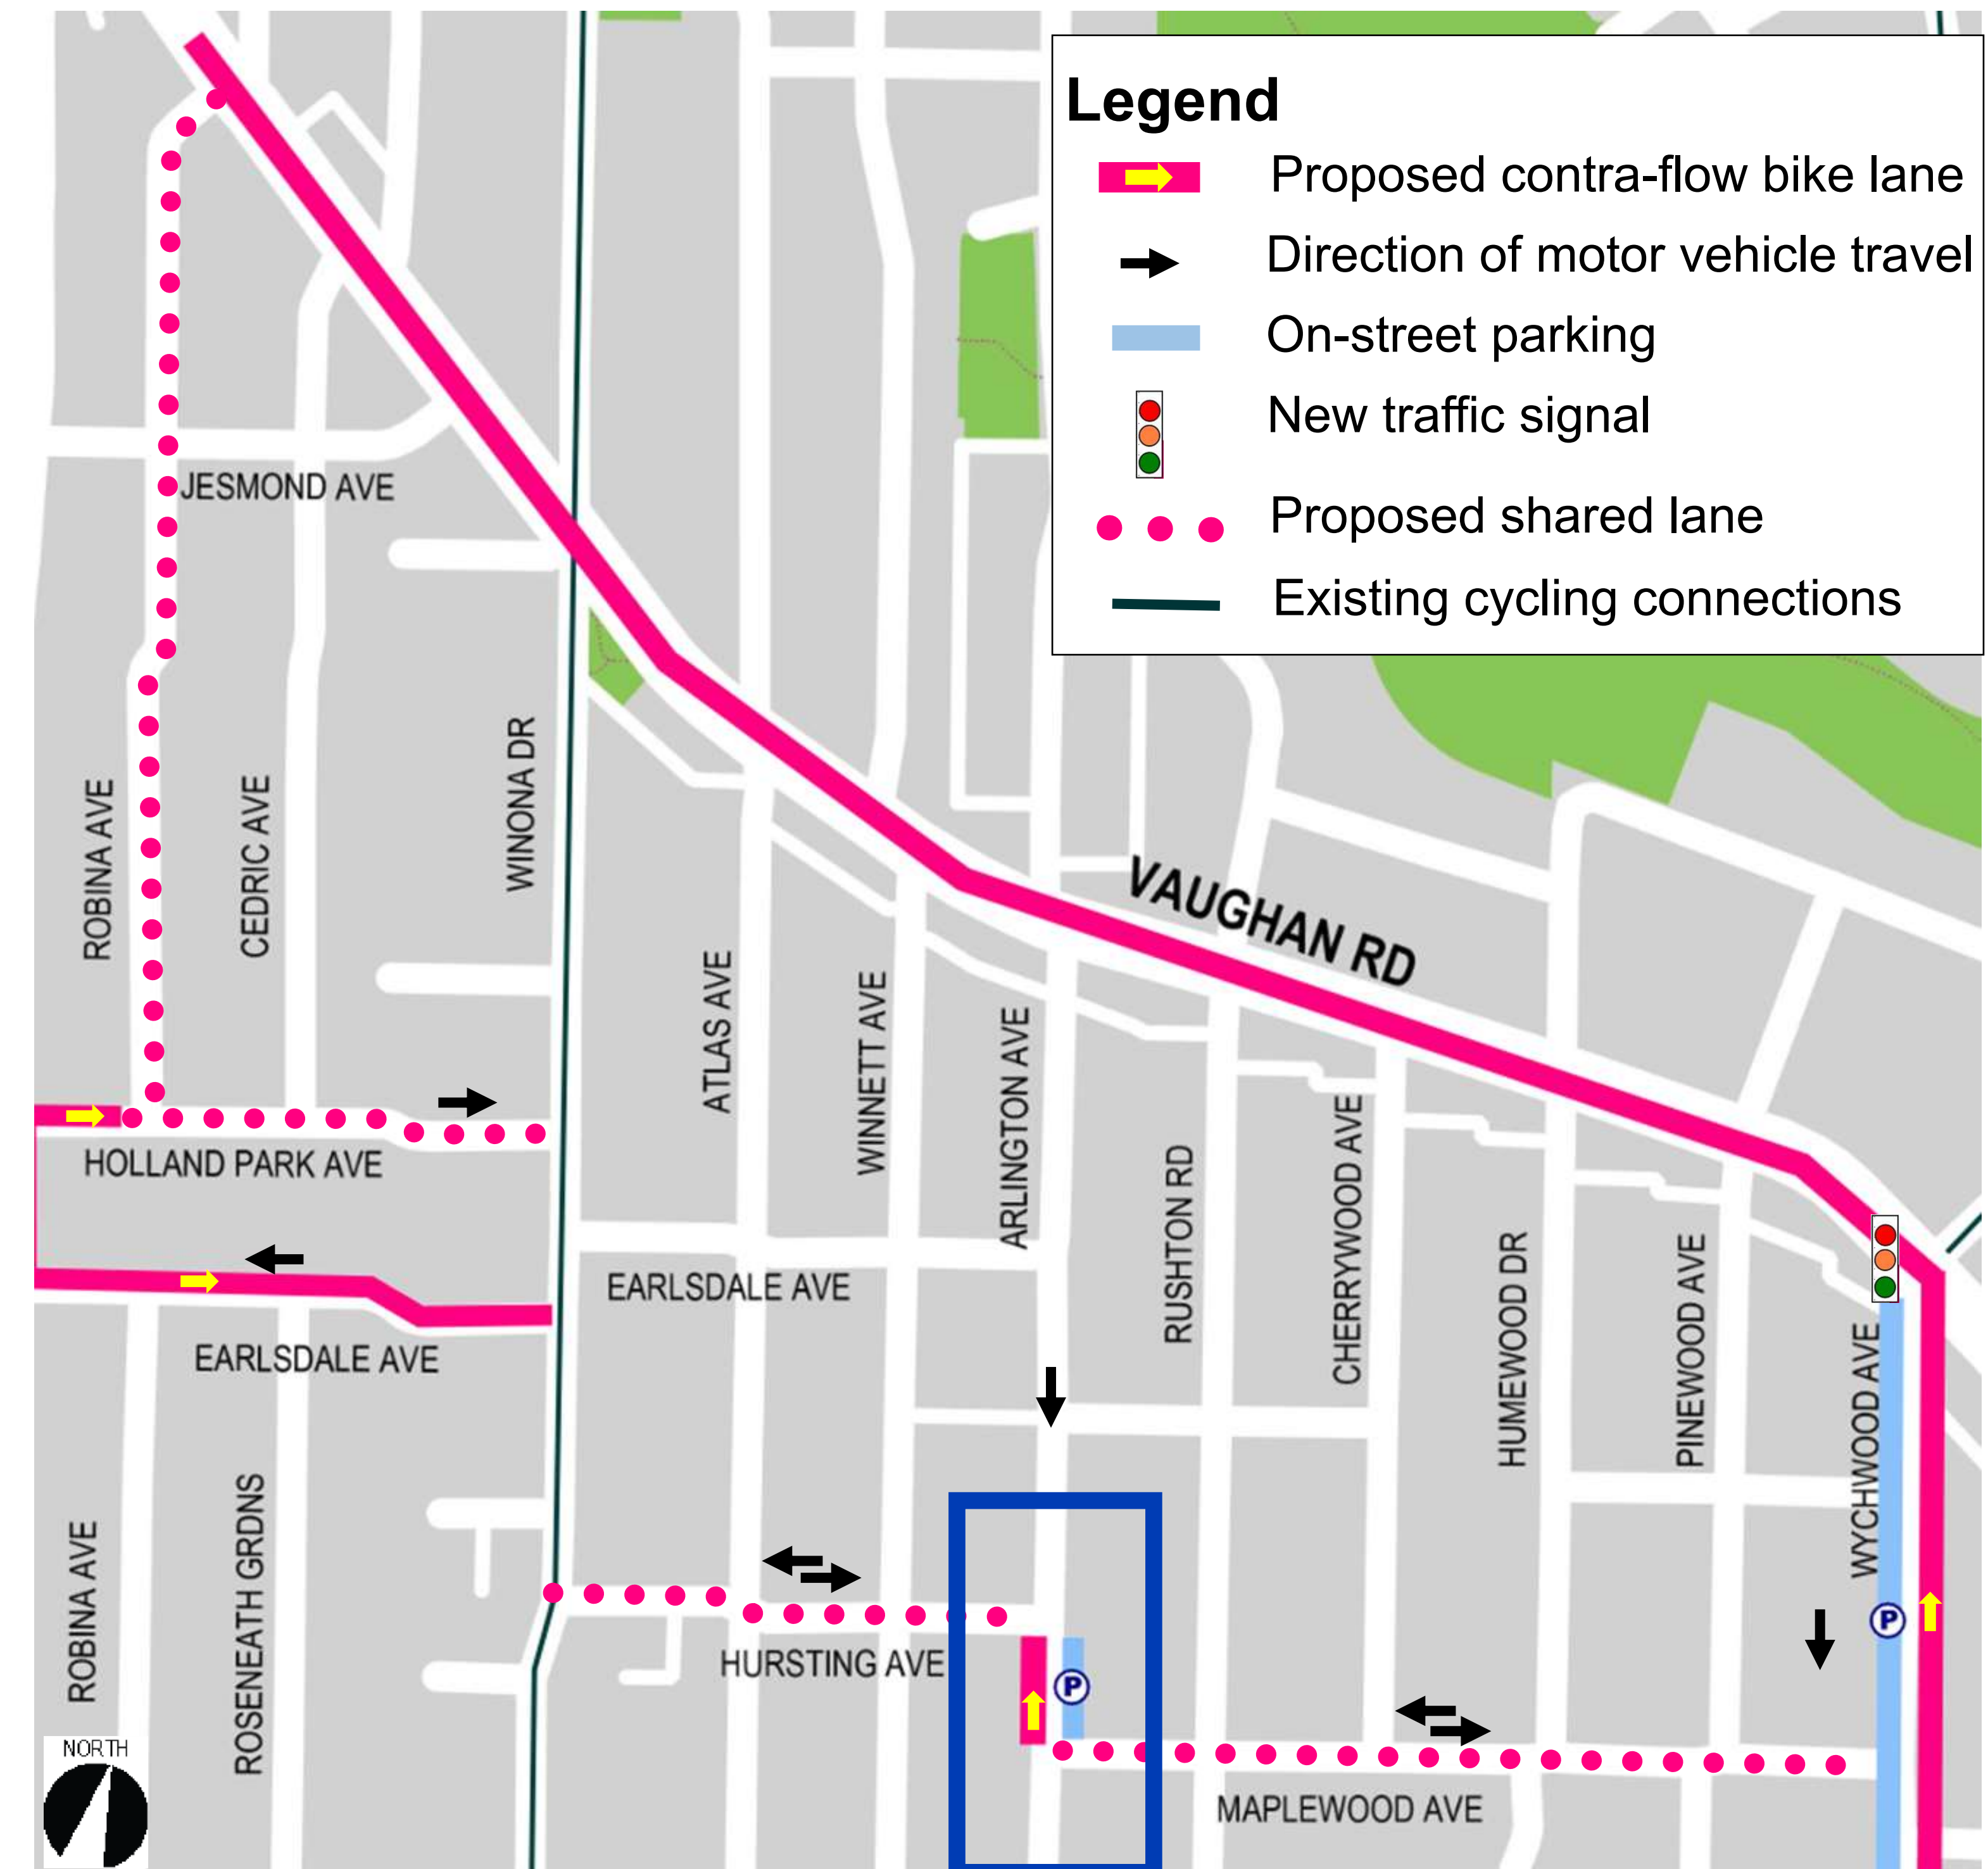 Legend
Proposed contra-flow bike lane
Direction of motor vehicle travel
On-street parking
New traffic signal
Proposed shared lane
Existing cycling connections
JESMOND AVE
ROBINA AVE
CEDRIC AVE
WINONA DR
VAUGHAN RD
ATLAS AVE
WINNETT AVE
ARLINGTON AVE
RUSHTON RD
CHERRYWOOD AVE
HUMEWOOD DR
PINEWOOD AVE
WYCHWOOD AVE
HOLLAND PARK AVE
EARLSDALE AVE
EARLSDALE AVE
ROBINA AVE
ROSENEATH GRDNS
HURSTING AVE
P
P
MAPLEWOOD AVE
NORTH